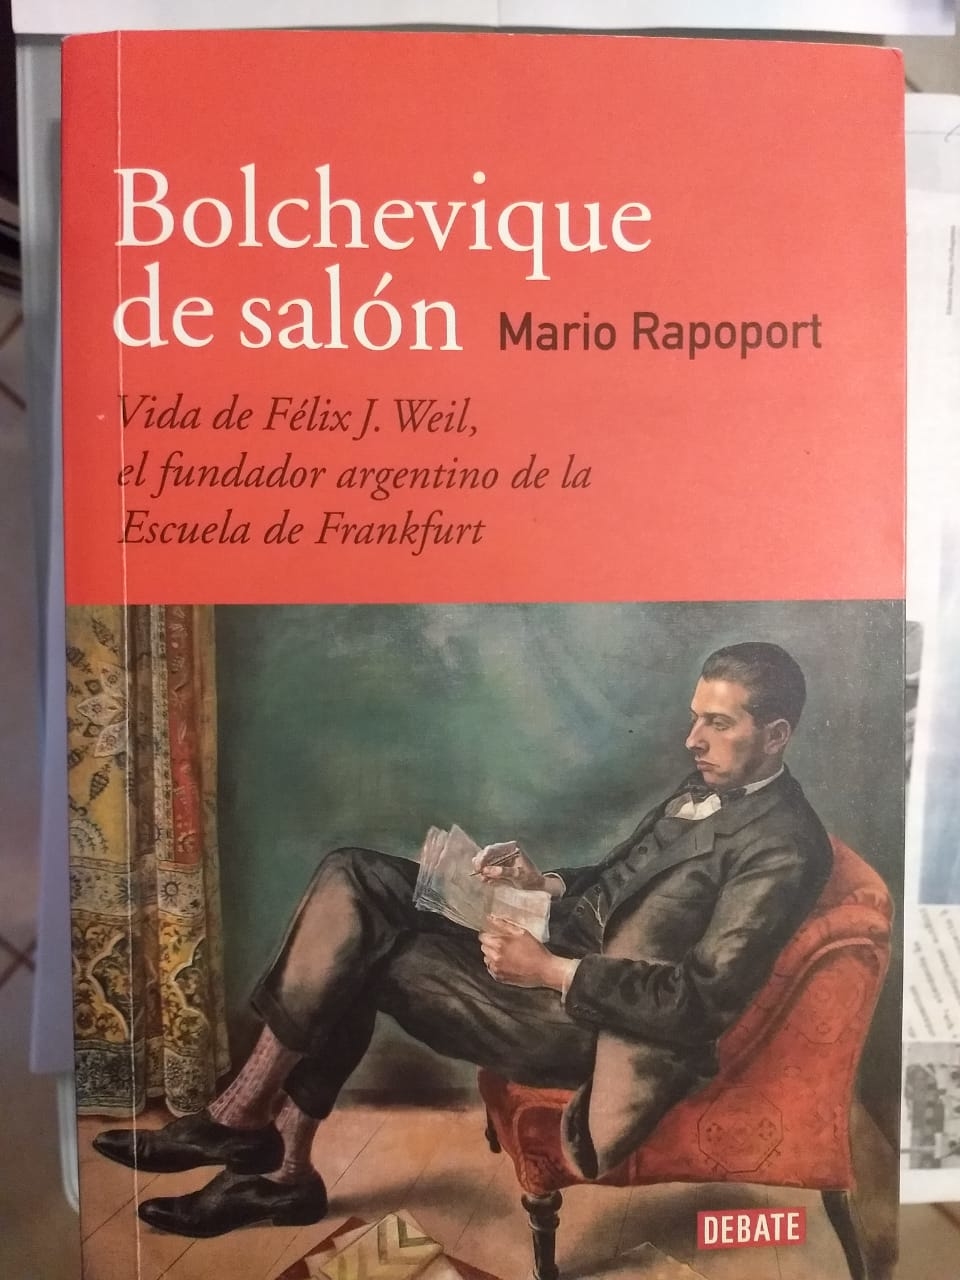 Bolchevique
de salón Mario Rapoport
Vida de Félix J. Weil,
el fundador argentino de la
Escuela de Frankfurt
DEBATE